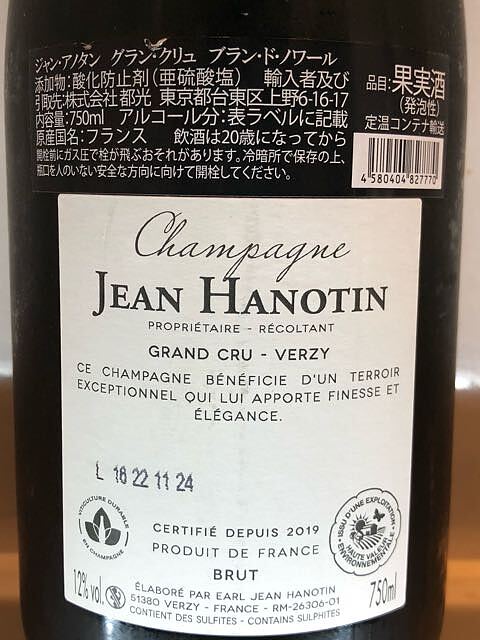 ジャン・アノタン グラン・クリュ ブラン・ド・ノワール
添加物:酸化防止剤(亜硫酸塩) 輸入者及び
引取先:株式会社都光 東京都台東区上野6-16-17
内容量:750ml アルコール分:表ラベルに記載
原産国名:フランス 飲酒は20歳になってから
開栓前にガス圧で栓が飛ぶおそれがあります。冷暗所で保存の上、
瓶口を人のいない安全な方向に向けて開栓してください。
品目:果実酒
(発泡性)
定温コンテナ輸送
4 580404 827770
Champagne
JEAN HANOTIN
PROPRIÉTAIRE - RÉCOLTANT
GRAND CRU - VERZY
CE CHAMPAGNE BÉNÉFICIE D'UN TERROIR
EXCEPTIONNEL QUI LUI APPORTE FINESSE ET
ÉLÉGANCE.
L 18 22 11 24
VITICULTURE DURABLE
EN CHAMPAGNE
CERTIFIÉ DEPUIS 2019
PRODUIT DE FRANCE
BRUT
ISSU D'UNE EXPLOITATION
HAUTE VALEUR
ENVIRONNEMENTALE
12% vol.
ÉLABORÉ PAR EARL JEAN HANOTIN
51380 VERZY - FRANCE - RM-26306-01
CONTIENT DES SULFITES - CONTAINS SULPHITES
750ml